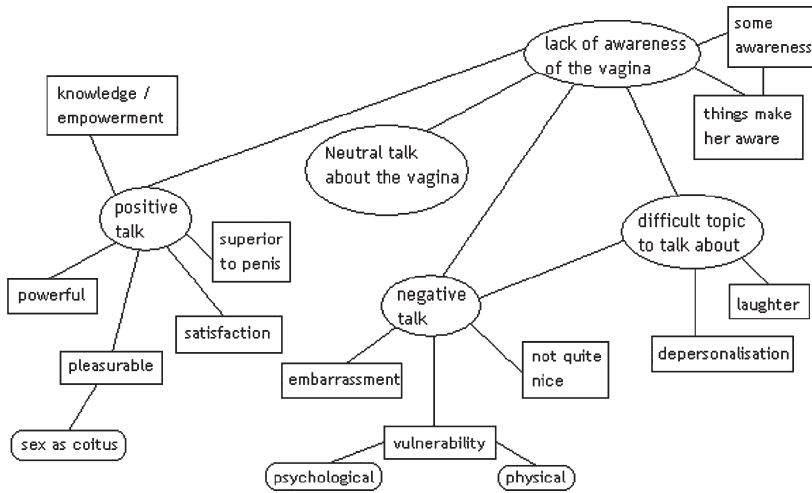 lack of awareness
of the vagina
some
awareness
things make
her aware
knowledge /
empowerment
Neutral talk
about the vagina
positive
talk
superior
to penis
difficult topic
to talk about
powerful
satisfaction
negative
talk
laughter
pleasurable
embarrassment
not quite
nice
depersonalisation
sex as coitus
vulnerability
psychological
physical